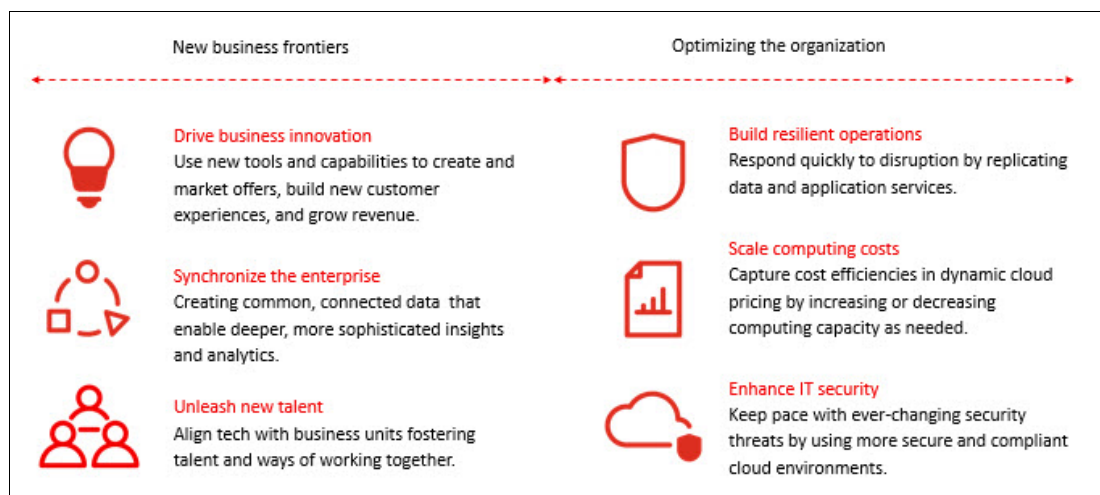 New business frontiers
Drive business innovation
Use new tools and capabilities to create and
market offers, build new customer
experiences, and grow revenue.
Synchronize the enterprise
Creating common, connected data that
enable deeper, more sophisticated insights
and analytics.
Unleash new talent
Align tech with business units fostering
talent and ways of working together.
Optimizing the organization
Build resilient operations
Respond quickly to disruption by replicating
data and application services.
Scale computing costs
Capture cost efficiencies in dynamic cloud
pricing by increasing or decreasing
computing capacity as needed.
Enhance IT security
Keep pace with ever-changing security
threats by using more secure and compliant
cloud environments.